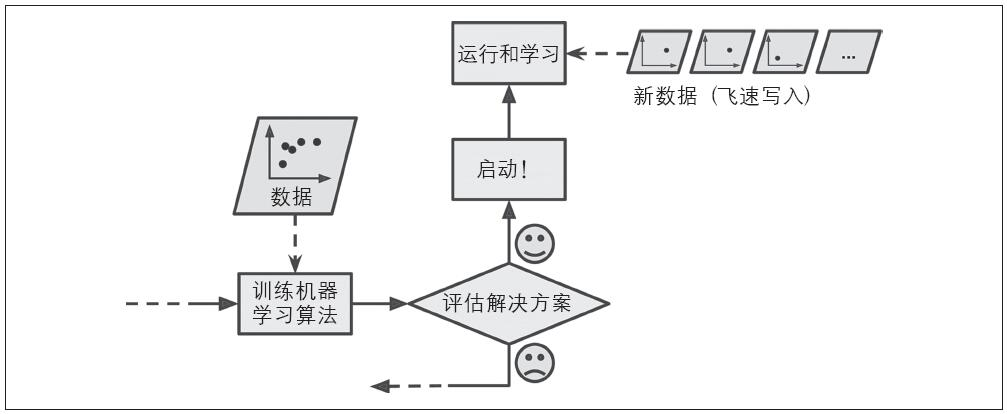 运行和学习
...
新数据（飞速写入）
启动！
数据
训练机器
学习算法
评估解决方案